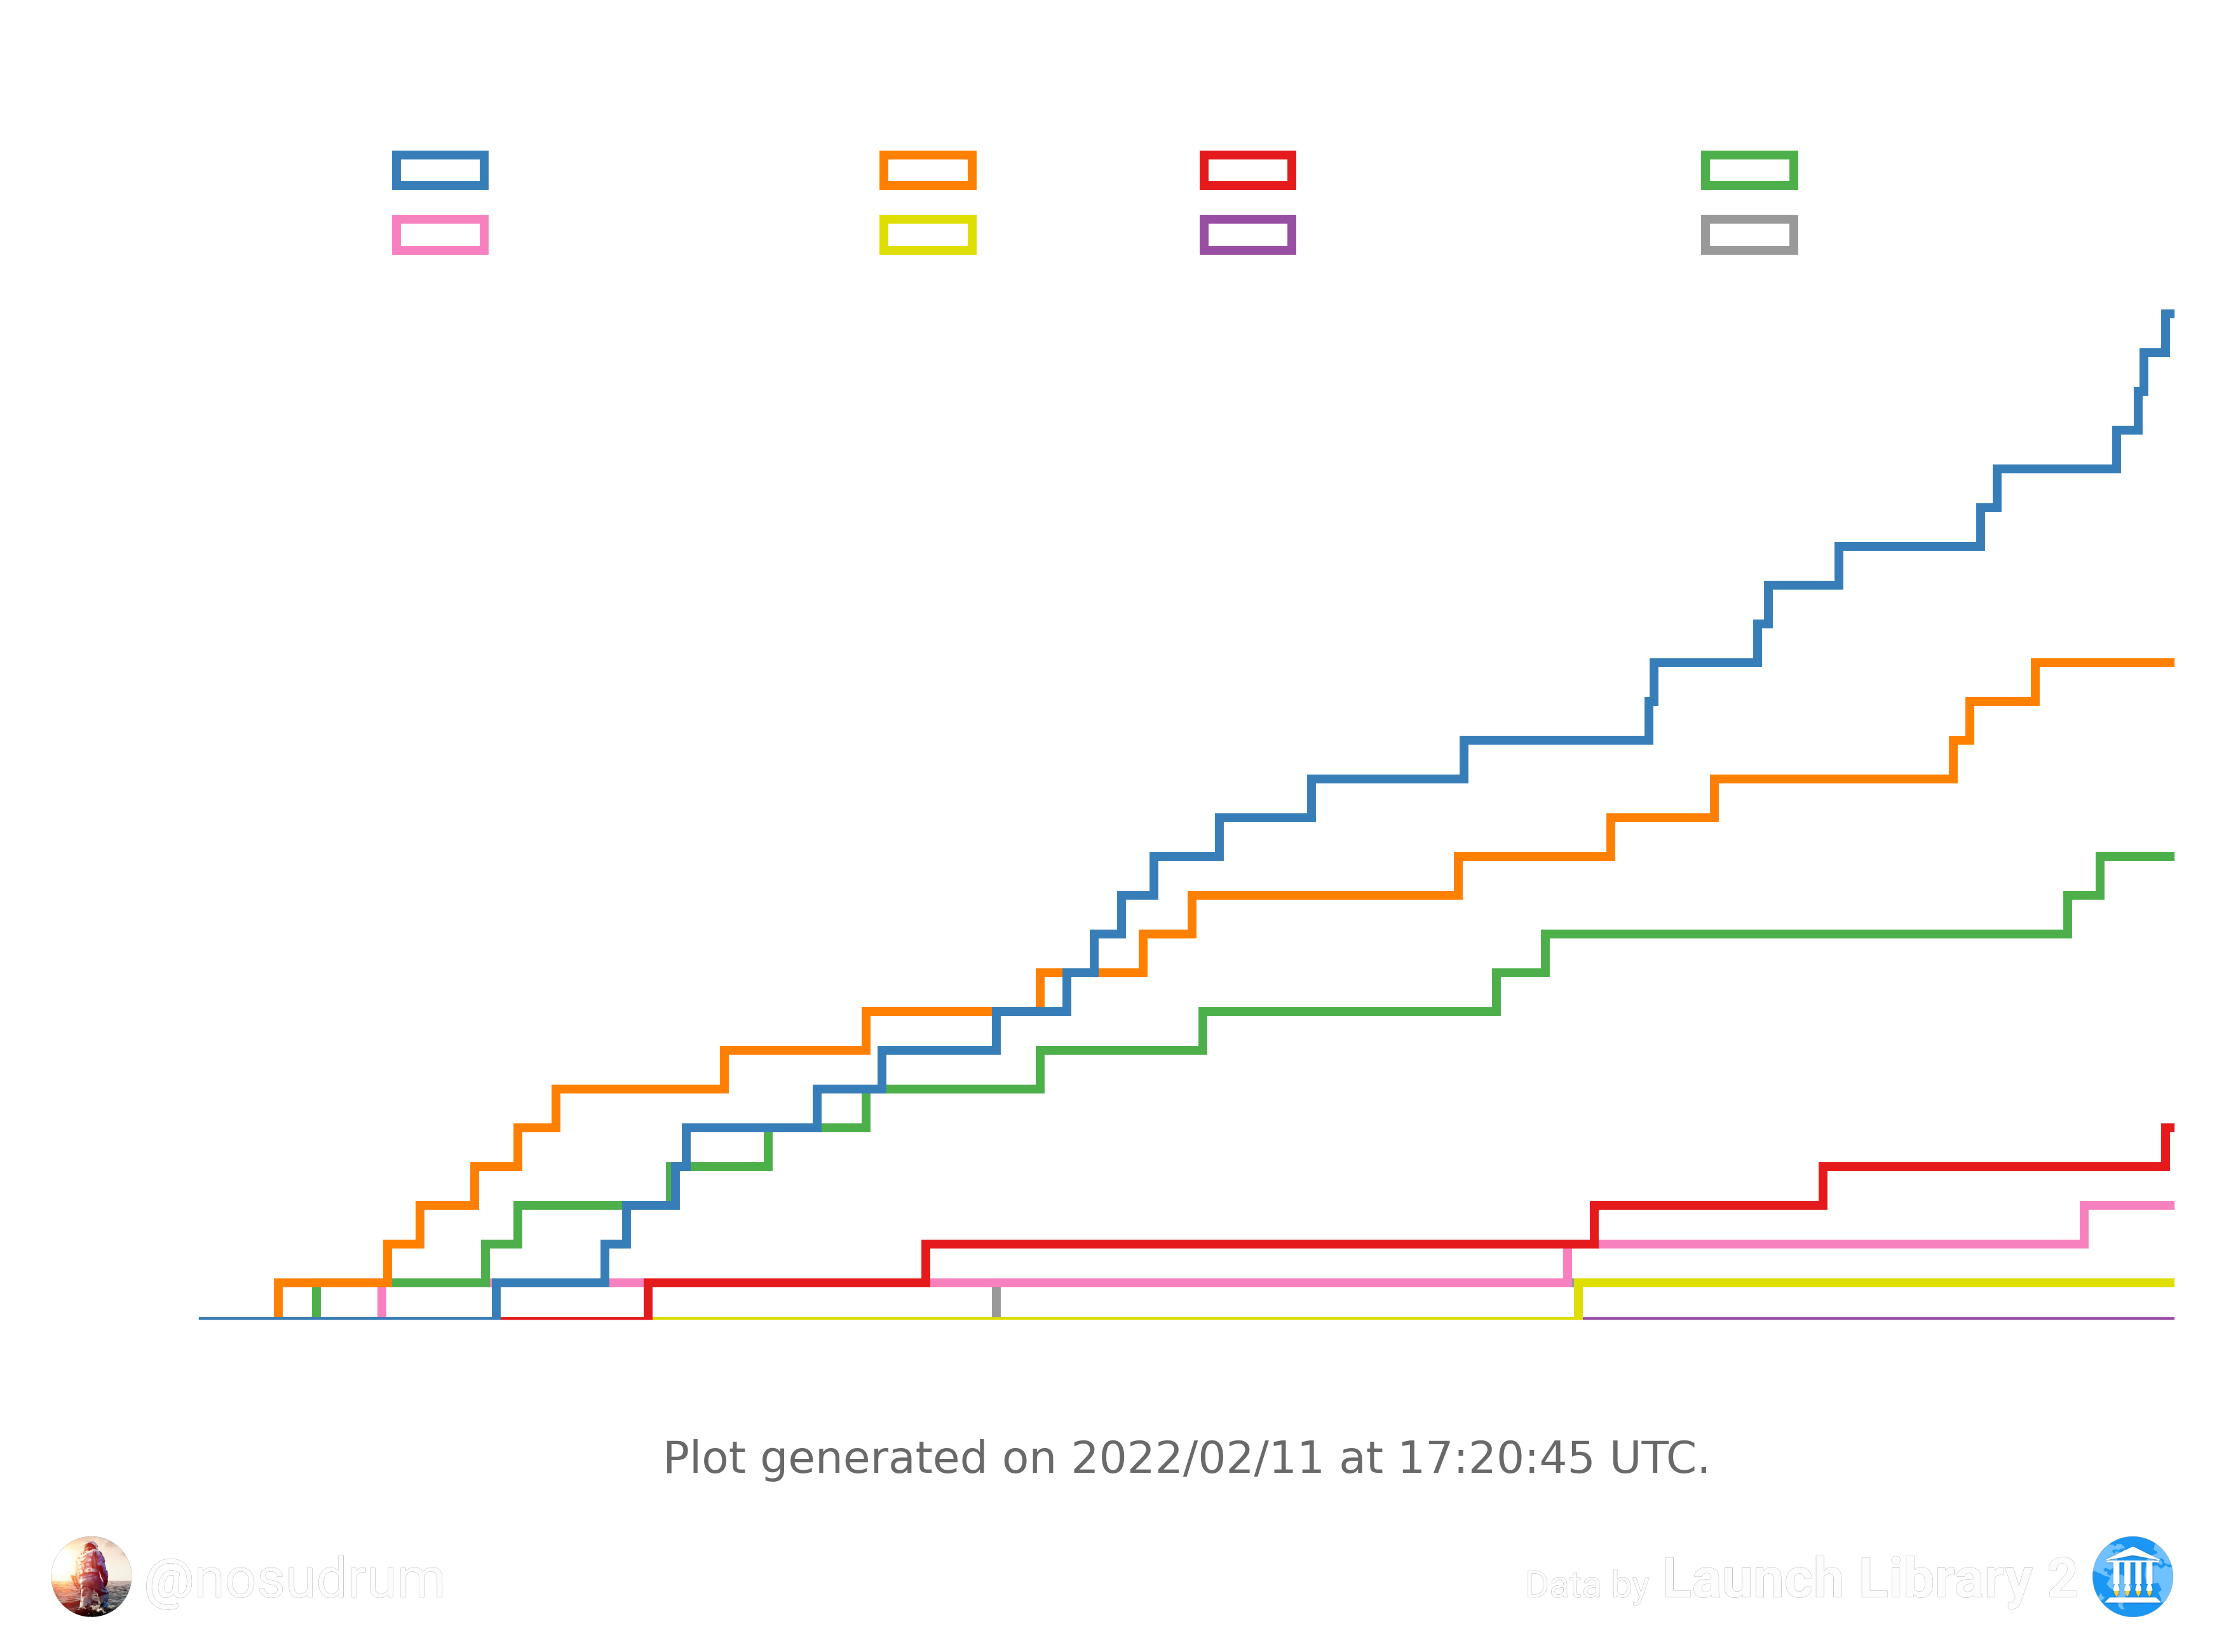 Plot generated on 2022/02/11 at 17:20:45 UTC.
@nosudrum
Data by Launch Library 2